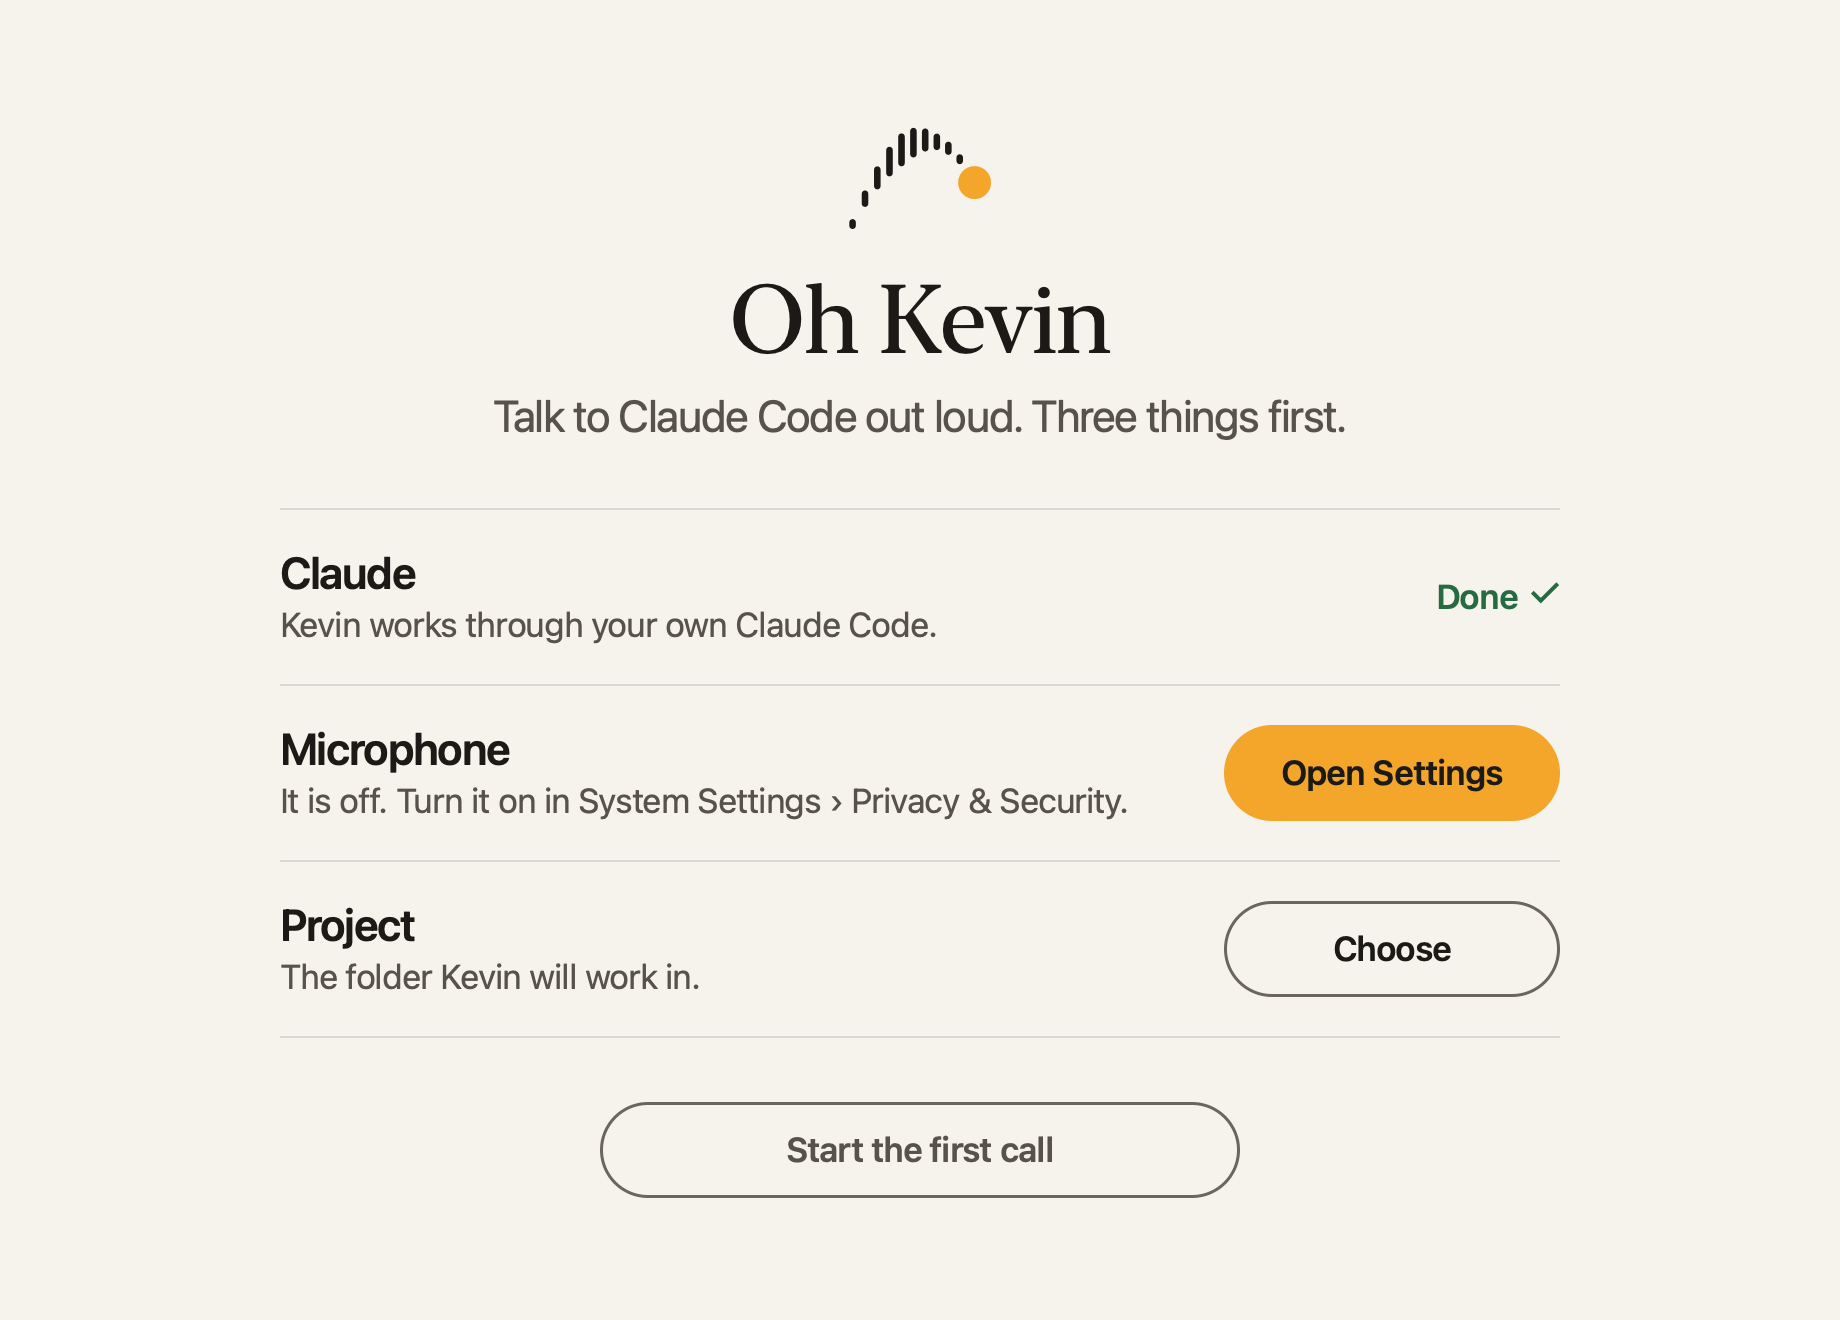 Oh Kevin
Talk to Claude Code out loud. Three things first.
Claude
Kevin works through your own Claude Code.
Done
Microphone
It is off. Turn it on in System Settings › Privacy & Security.
Open Settings
Project
The folder Kevin will work in.
Choose
Start the first call